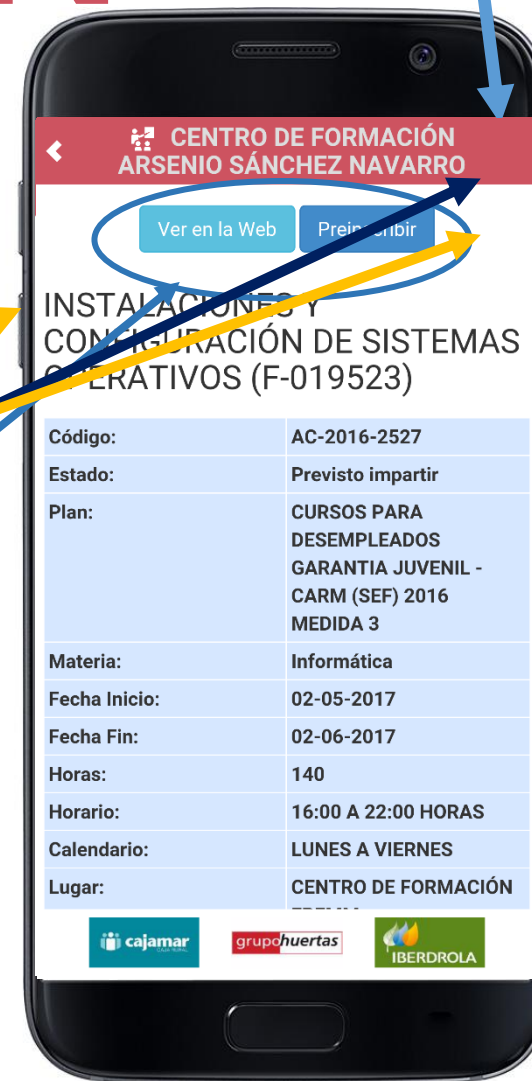 CENTRO DE FORMACIÓN
ARSENIO SÁNCHEZ NAVARRO
Ver en la Web
Preinscribir
INSTALACIONES Y
CONFIGURACIÓN DE SISTEMAS
OPERATIVOS (F-019523)
Código: AC-2016-2527
Estado: Previsto impartir
Plan: CURSOS PARA
DESEMPLEADOS
GARANTIA JUVENIL -
CARM (SEF) 2016
MEDIDA 3
Materia: Informática
Fecha Inicio: 02-05-2017
Fecha Fin: 02-06-2017
Horas: 140
Horario: 16:00 A 22:00 HORAS
Calendario: LUNES A VIERNES
Lugar: CENTRO DE FORMACIÓN
cajamar
grupohuertas
IBERDROLA